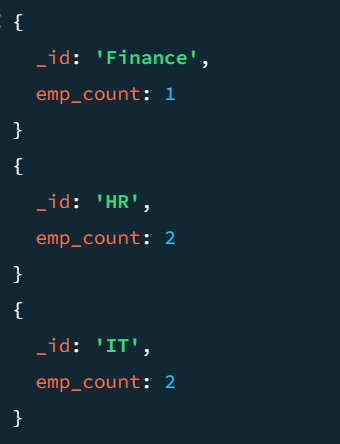 {
_id: 'Finance',
emp_count: 1
}
{
_id: 'HR',
emp_count: 2
}
{
_id: 'IT',
emp_count: 2
}